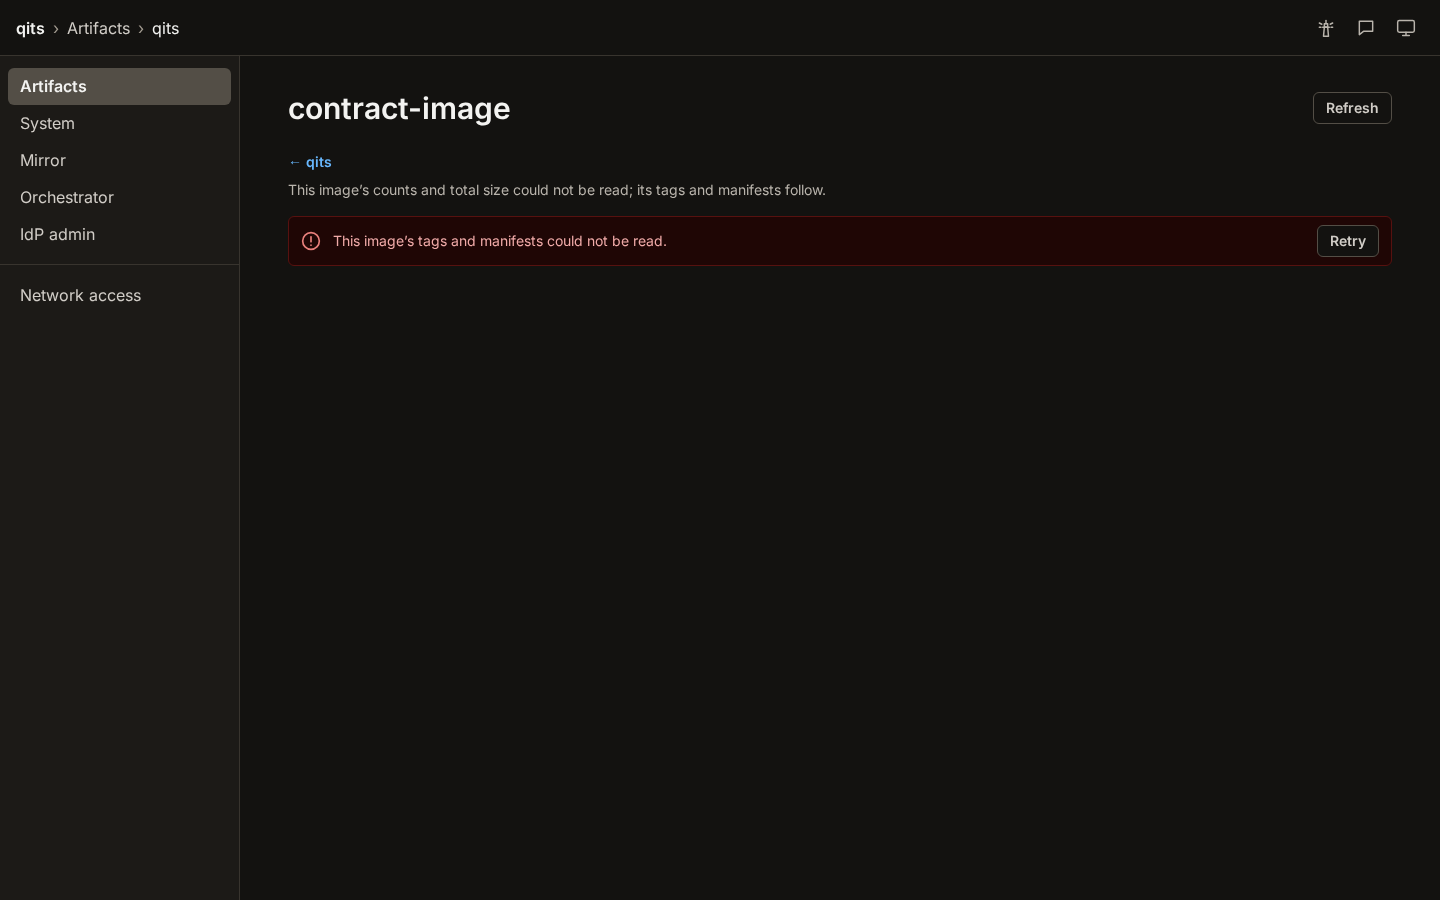 qits › Artifacts › qits
Artifacts
System
Mirror
Orchestrator
IdP admin
Network access
contract-image
Refresh
← qits
This image’s counts and total size could not be read; its tags and manifests follow.
This image’s tags and manifests could not be read.
Retry